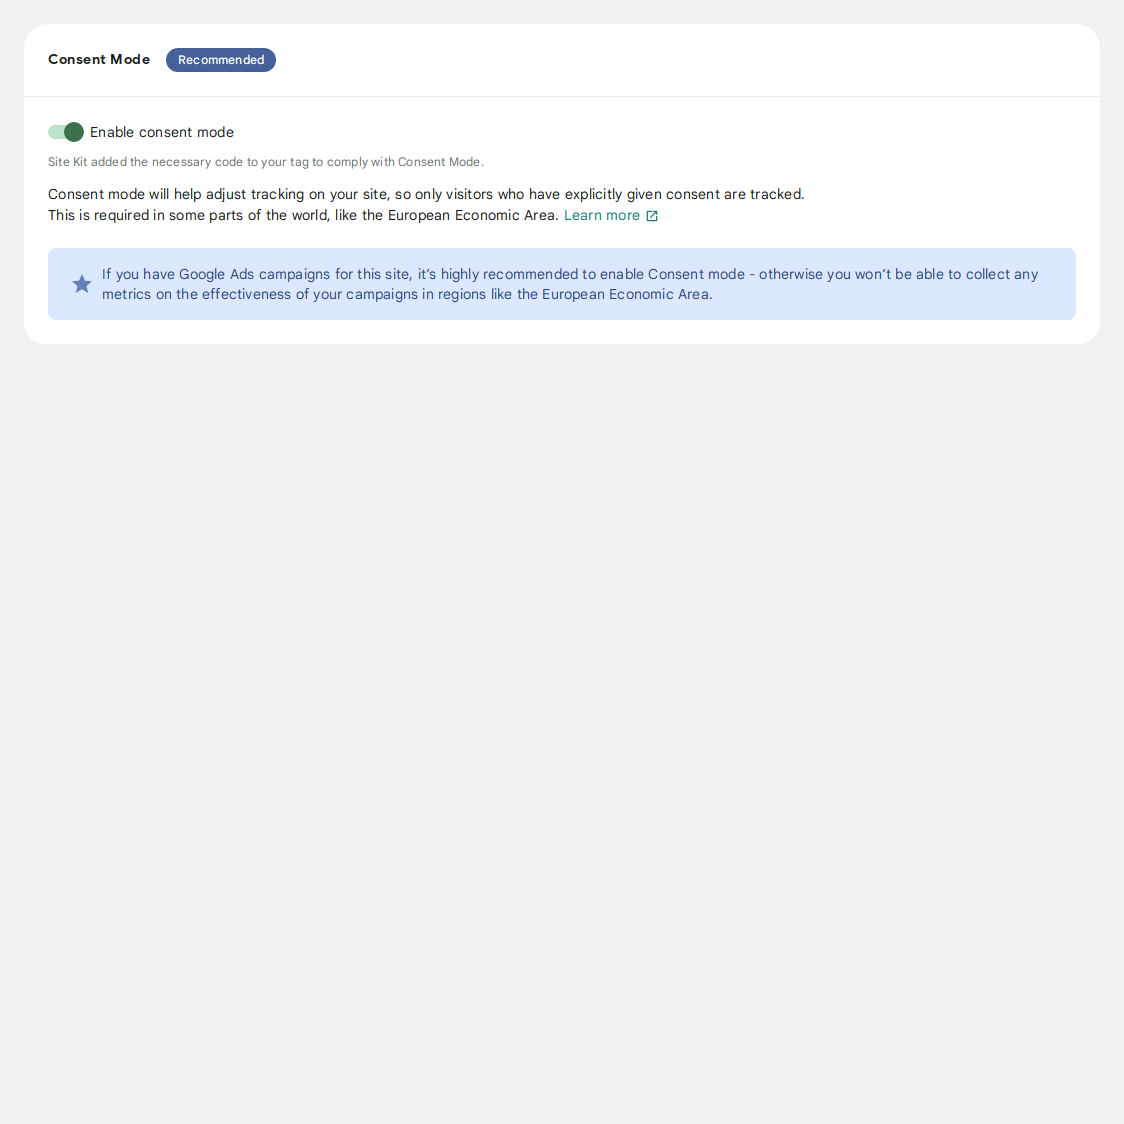 Consent Mode Recommended
Enable consent mode
Site Kit added the necessary code to your tag to comply with Consent Mode.
Consent mode will help adjust tracking on your site, so only visitors who have explicitly given consent are tracked.
This is required in some parts of the world, like the European Economic Area. Learn more
If you have Google Ads campaigns for this site, it’s highly recommended to enable Consent mode - otherwise you won’t be able to collect any
metrics on the effectiveness of your campaigns in regions like the European Economic Area.